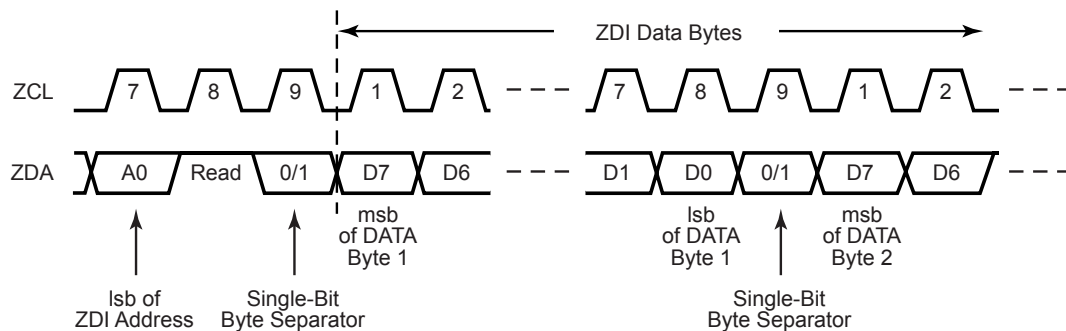 ZDI Data Bytes
ZCL 7 8 9 1 2 7 8 9 1 2
ZDA A0 Read 0/1 D7 D6 D1 D0 0/1 D7 D6
msb
of DATA
Byte 1
lsb
of DATA
Byte 1
msb
of DATA
Byte 2
lsb of
ZDI Address
Single-Bit
Byte Separator
Single-Bit
Byte Separator